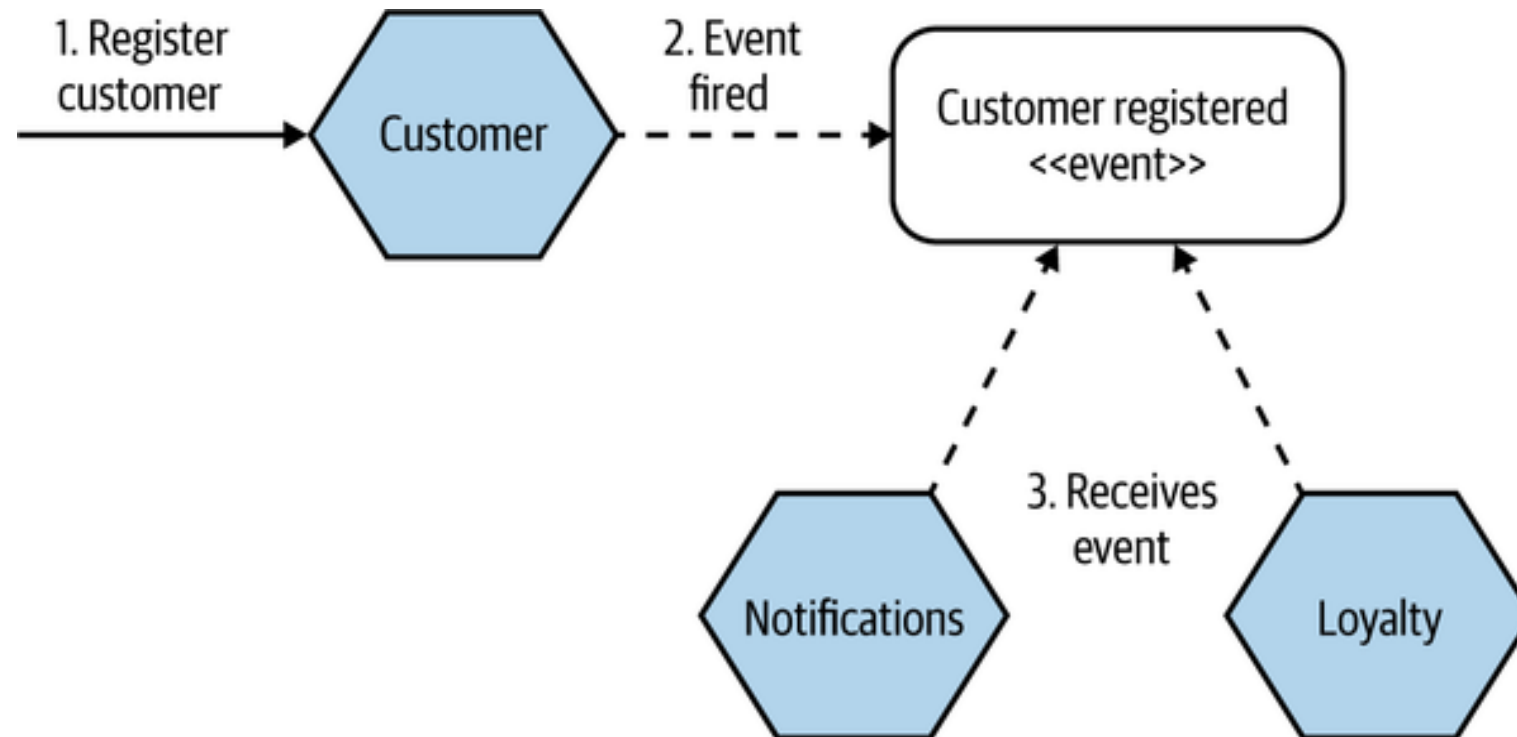 1. Register
customer
Customer
2. Event
fired
Customer registered
<<event>>
3. Receives
event
Notifications
Loyalty